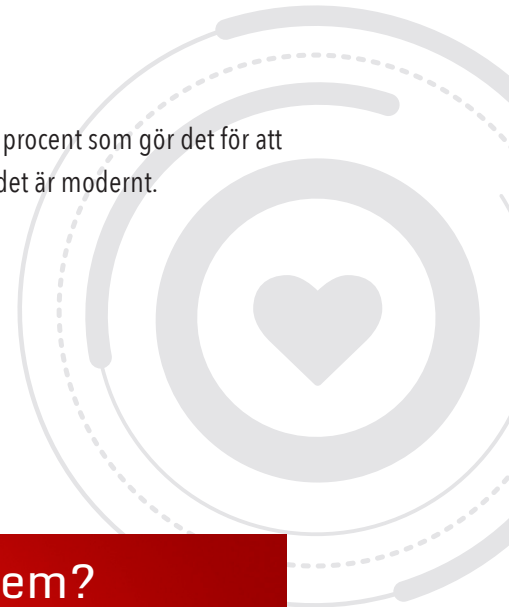 procent som gör det för att
det är modernt.
em?